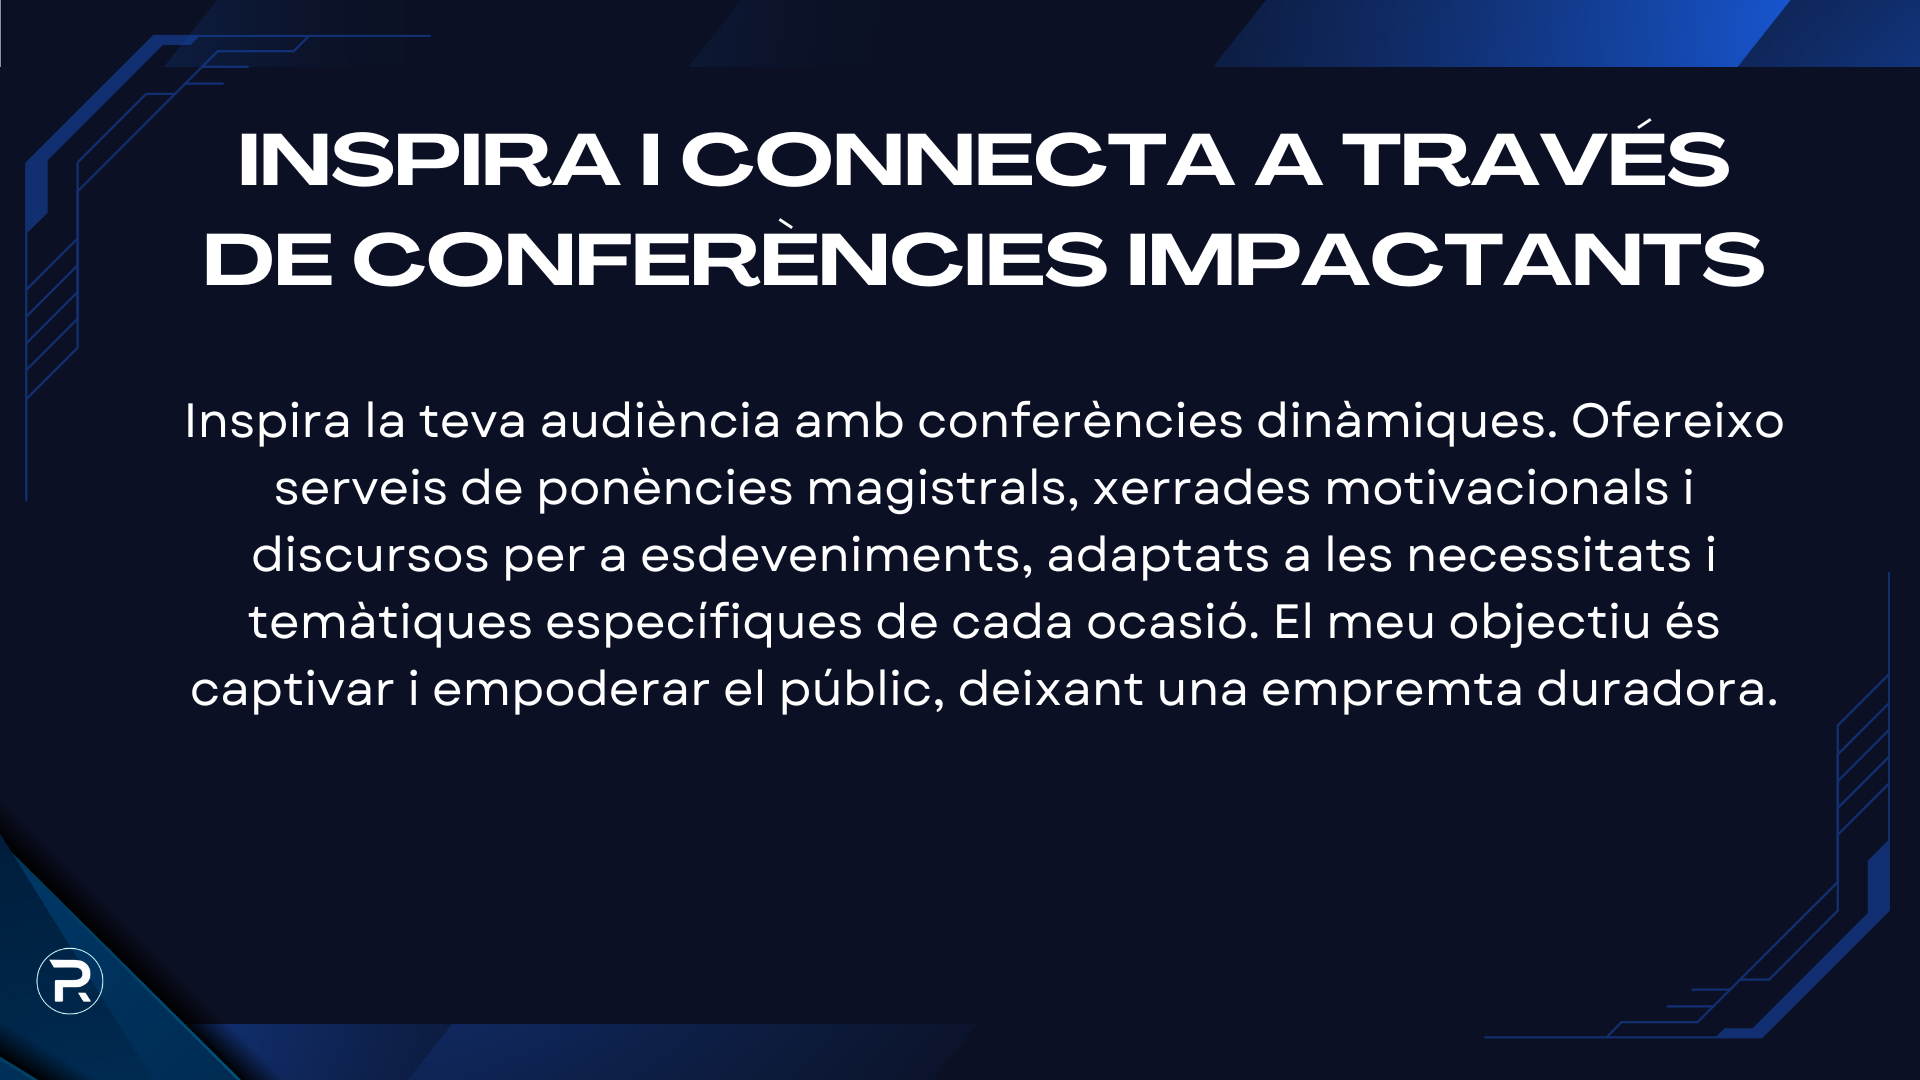 INSPIRA I CONNECTA A TRAVÉS
DE CONFERÈNCIES IMPACTANTS
Inspira la teva audiència amb conferències dinàmiques. Ofereixo
serveis de ponències magistrals, xerrades motivacionals i
discursos per a esdeveniments, adaptats a les necessitats i
temàtiques específiques de cada ocasió. El meu objectiu és
captivar i empoderar el públic, deixant una empremta duradora.
R